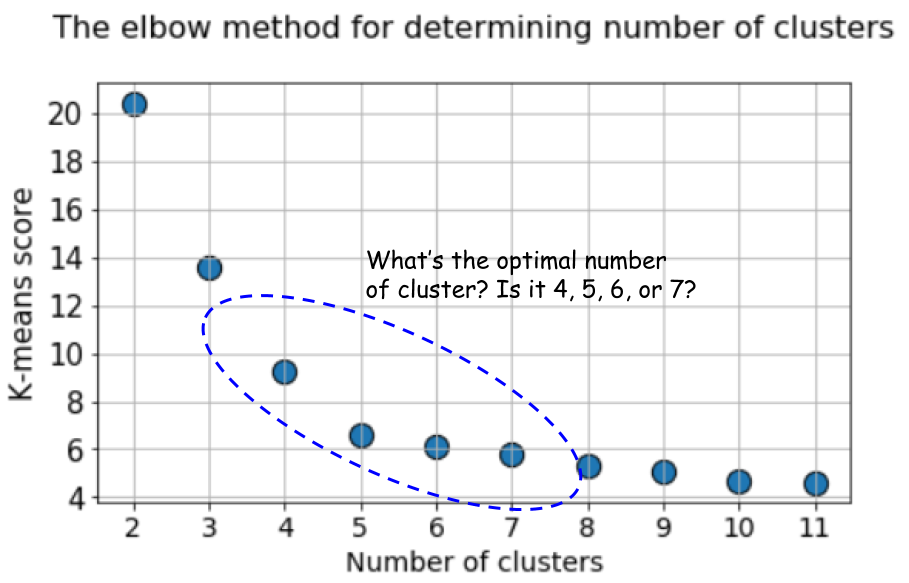 The elbow method for determining number of clusters
20
18
16
14
12
10
8
6
4
K-means score
What's the optimal number
of cluster? Is it 4, 5, 6, or 7?
2 3 4 5 6 7 8 9 10 11
Number of clusters